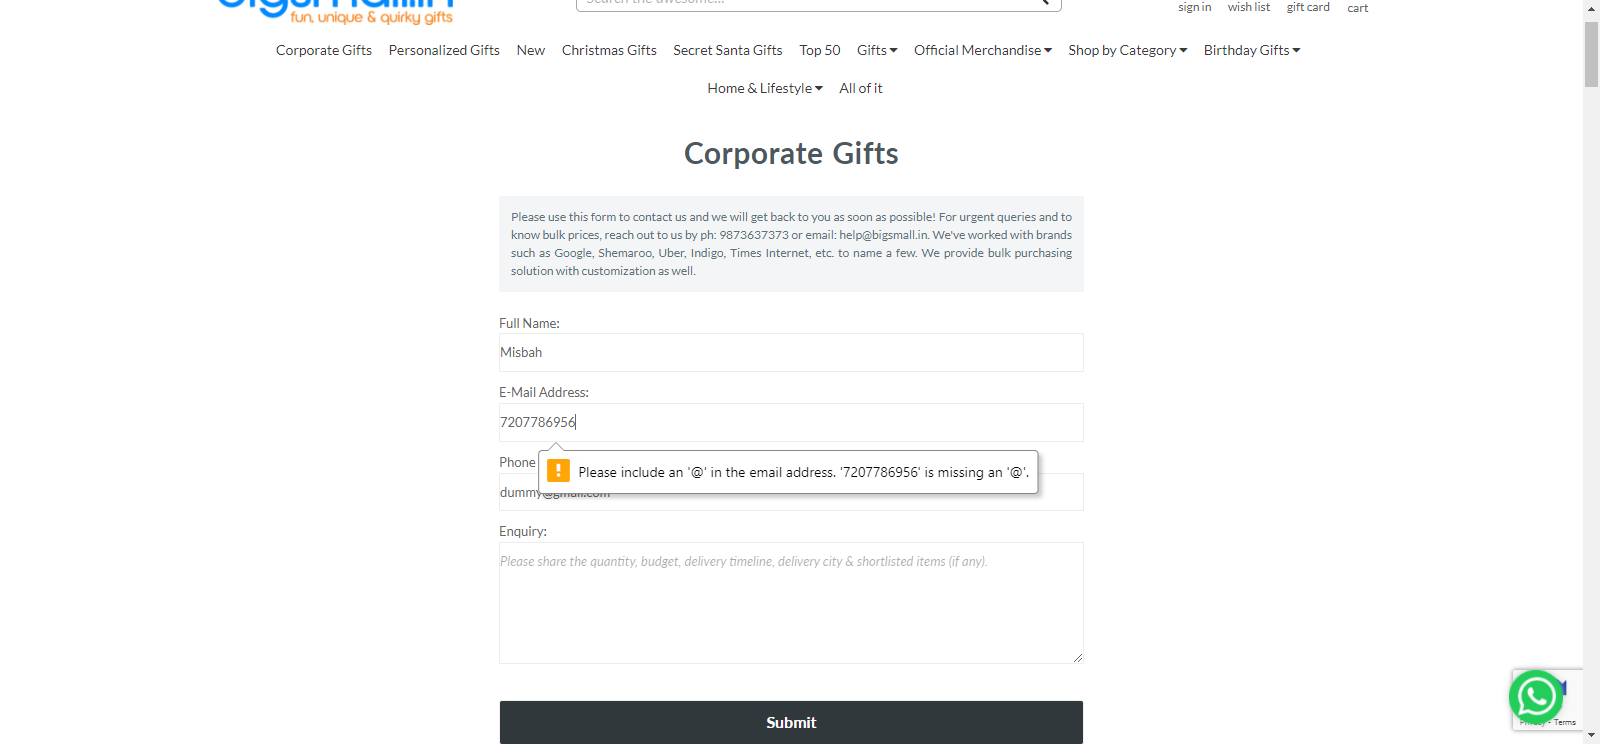 fun, unique & quirky gifts
Search the awesome...
sign in wish list gift card cart
Corporate Gifts Personalized Gifts New Christmas Gifts Secret Santa Gifts Top 50 Gifts Official Merchandise Shop by Category Birthday Gifts
Home & Lifestyle All of it
Corporate Gifts
Please use this form to contact us and we will get back to you as soon as possible! For urgent queries and to
know bulk prices, reach out to us by ph: 9873637373 or email: help@bigsmall.in. We've worked with brands
such as Google, Shemaroo, Uber, Indigo, Times Internet, etc. to name a few. We provide bulk purchasing
solution with customization as well.
Full Name:
Misbah
E-Mail Address:
7207786956
Phone
Please include an '@' in the email address. '7207786956' is missing an '@'.
dummy@gmail.com
Enquiry:
Please share the quantity, budget, delivery timeline, delivery city & shortlisted items (if any).
Submit
Privacy - Terms